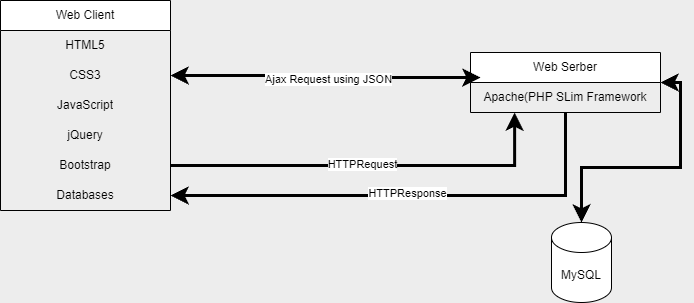 Web Client
HTML5
CSS3
JavaScript
jQuery
Bootstrap
Databases
Ajax Request using JSON
HTTPRequest
HTTPResponse
Web Serber
Apache(PHP SLim Framework
MySQL